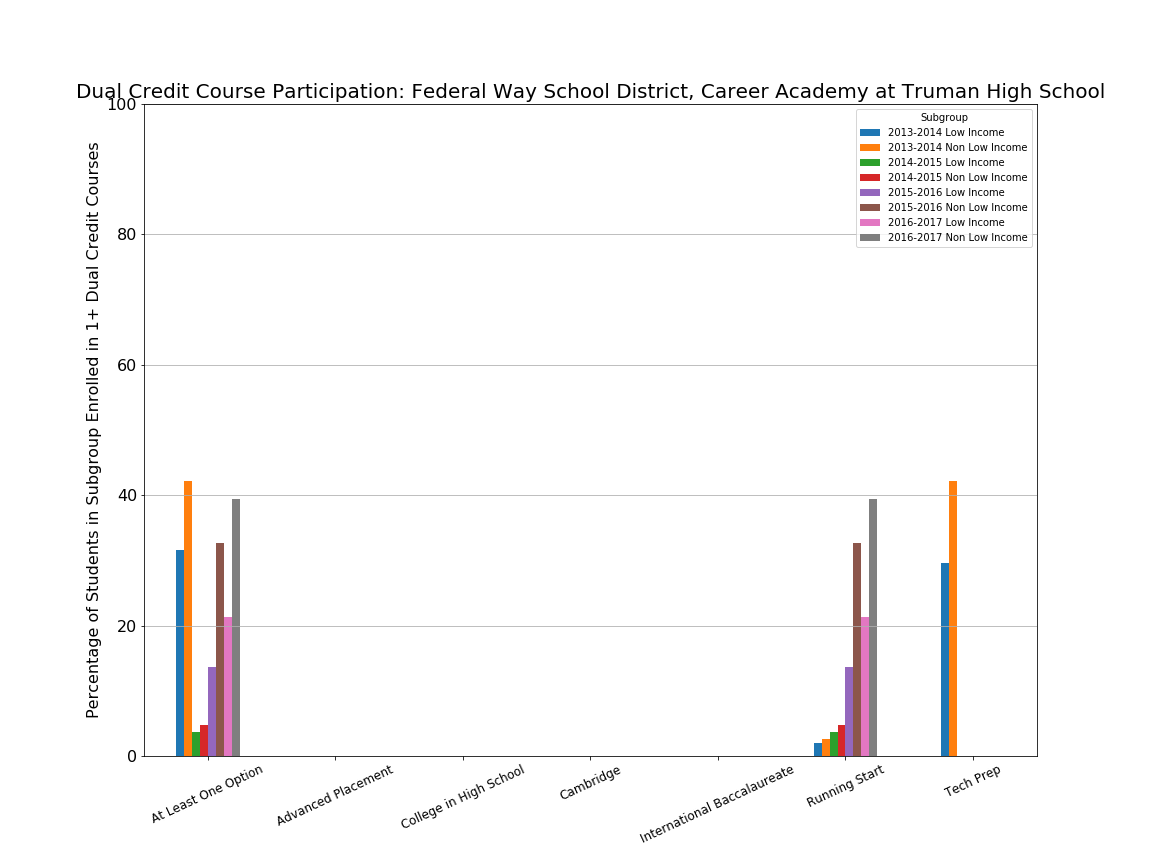 Dual Credit Course Participation: Federal Way School District, Career Academy at Truman High School
Percentage of Students in Subgroup Enrolled in 1+ Dual Credit Courses
100
80
60
40
20
0
Subgroup
2013-2014 Low Income
2013-2014 Non Low Income
2014-2015 Low Income
2014-2015 Non Low Income
2015-2016 Low Income
2015-2016 Non Low Income
2016-2017 Low Income
2016-2017 Non Low Income
At Least One Option
Advanced Placement
College in High School
Cambridge
International Baccalaureate
Running Start
Tech Prep